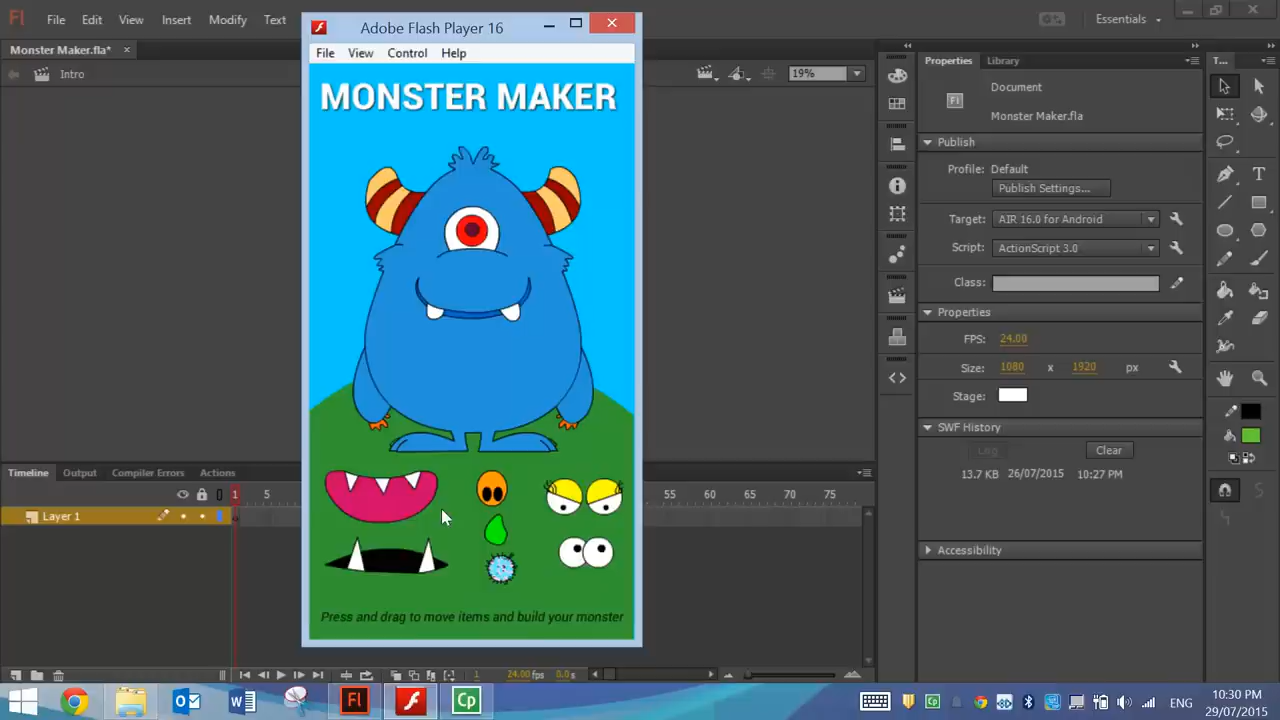 Fl
File
Edit
View
Insert
Modify
Text
Essentials
Adobe Flash Player 16
File View Control Help
Monster Maker.fla* ×
Intro
19%
MONSTER MAKER
Press and drag to move items and build your monster
Properties Library
T...
Document
Fl
Monster Maker.fla
Publish
Profile: Default
Publish Settings...
Target: AIR 16.0 for Android
Script: ActionScript 3.0
Class:
Properties
FPS: 24.00
Size: 1080 x 1920 px
Stage:
SWF History
Log
Clear
13.7 KB 26/07/2015 10:27 PM
Accessibility
Timeline Output Compiler Errors Actions
1 5 55 60 65 70 75
Layer 1
1 24.00 fps 0.0 s
Fl
Cp
ENG
10:30 PM
29/07/2015